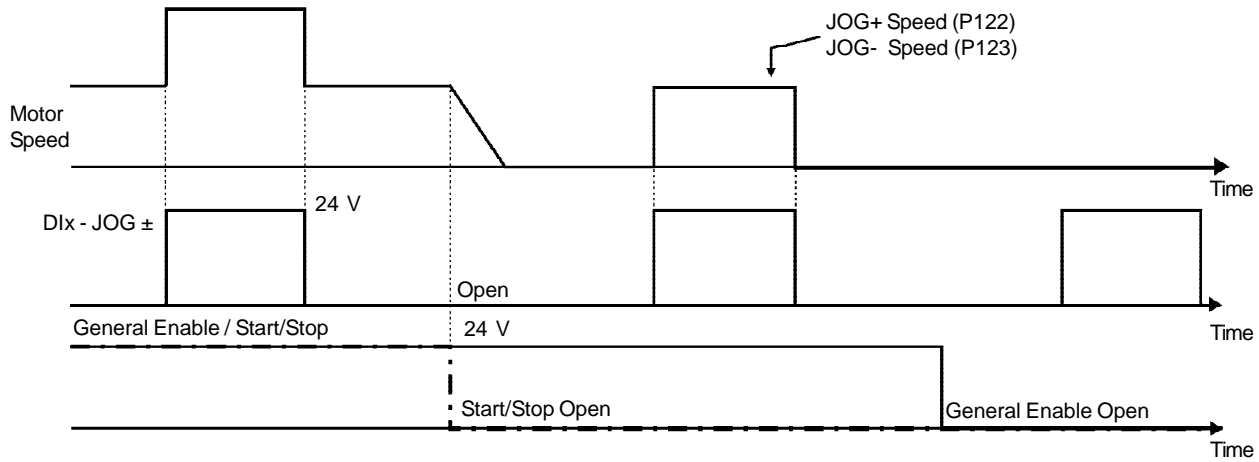 JOG+ Speed (P122)
JOG- Speed (P123)
Motor
Speed
Time
24 V
DIx - JOG ±
Open
Time
General Enable / Start/Stop
24 V
Start/Stop Open
General Enable Open
Time